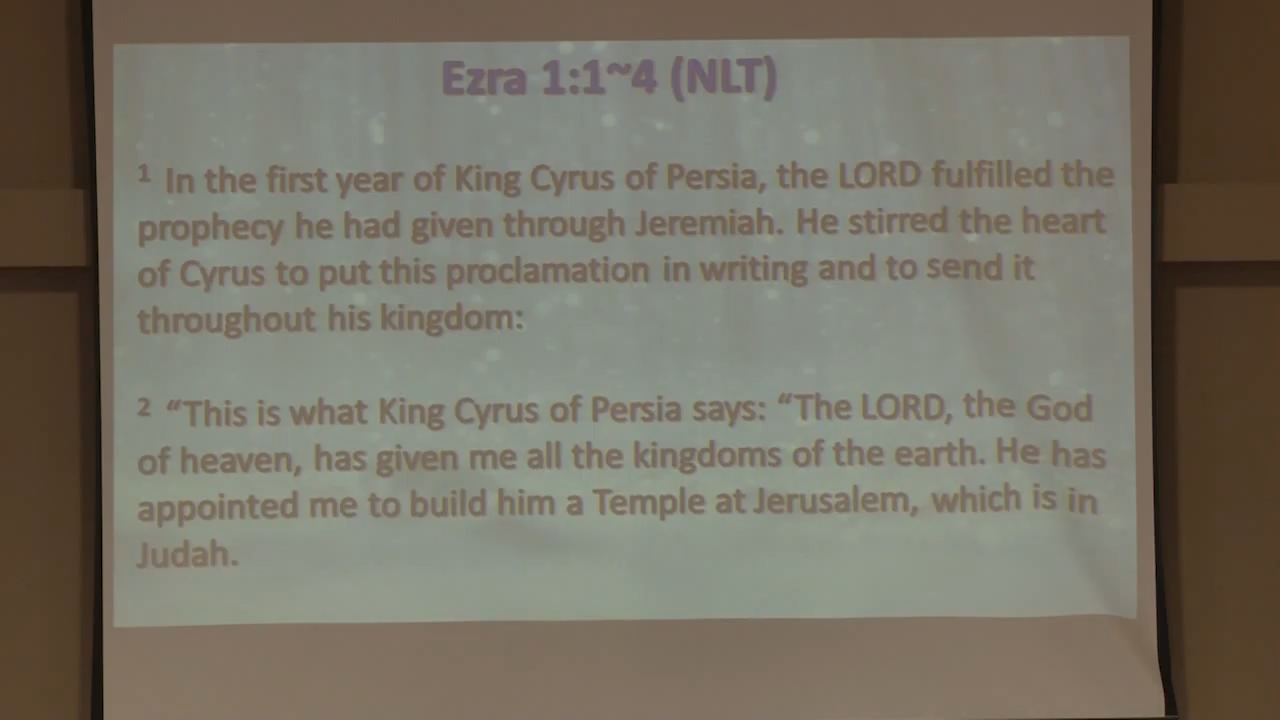 Ezra 1:1~4 (NLT)
1 In the first year of King Cyrus of Persia, the LORD fulfilled the
prophecy he had given through Jeremiah. He stirred the heart
of Cyrus to put this proclamation in writing and to send it
throughout his kingdom:
2 “This is what King Cyrus of Persia says: “The LORD, the God
of heaven, has given me all the kingdoms of the earth. He has
appointed me to build him a Temple at Jerusalem, which is in
Judah.